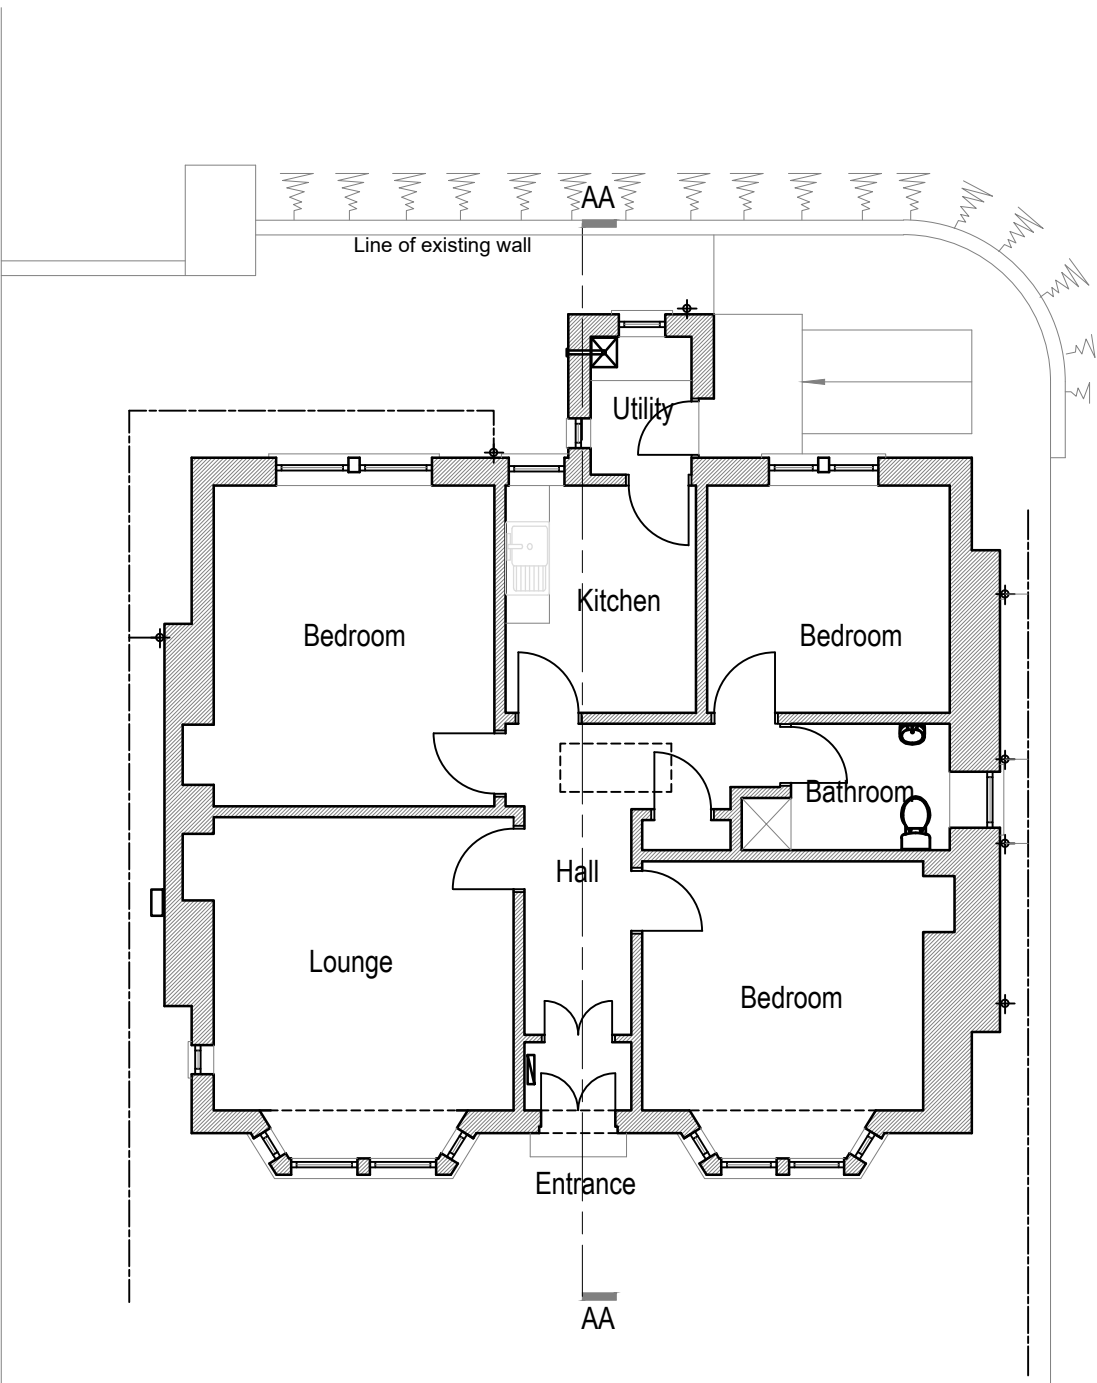 AA
Line of existing wall
Utility
Kitchen
Bedroom
Bedroom
Bathroom
Hall
Lounge
Bedroom
Entrance
AA